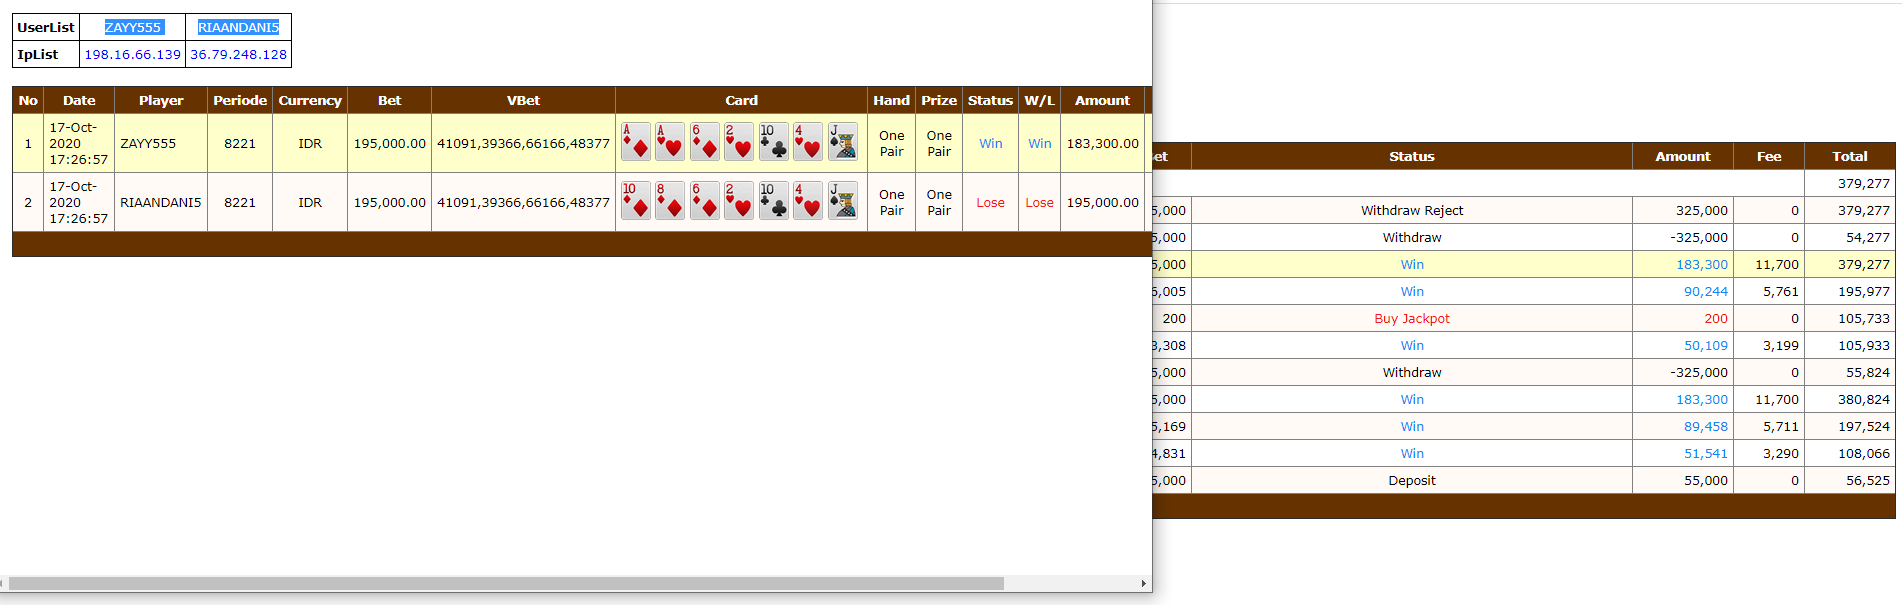 UserList ZAYY555 RIAANDANI5
IpList 198.16.66.139 36.79.248.128
No Date Player Periode Currency Bet VBet Card Hand Prize Status W/L Amount
1 17-Oct-2020 17:26:57 ZAYY555 8221 IDR 195,000.00 41091,39366,66166,48377 A A 6 2 10 4 J One Pair One Pair Win Win 183,300.00
2 17-Oct-2020 17:26:57 RIAANDANI5 8221 IDR 195,000.00 41091,39366,66166,48377 10 8 6 2 10 4 J One Pair One Pair Lose Lose 195,000.00
et Status Amount Fee Total
379,277
5,000 Withdraw Reject 325,000 0 379,277
5,000 Withdraw -325,000 0 54,277
5,000 Win 183,300 11,700 379,277
6,005 Win 90,244 5,761 195,977
200 Buy Jackpot 200 0 105,733
3,308 Win 50,109 3,199 105,933
5,000 Withdraw -325,000 0 55,824
5,000 Win 183,300 11,700 380,824
5,169 Win 89,458 5,711 197,524
4,831 Win 51,541 3,290 108,066
5,000 Deposit 55,000 0 56,525